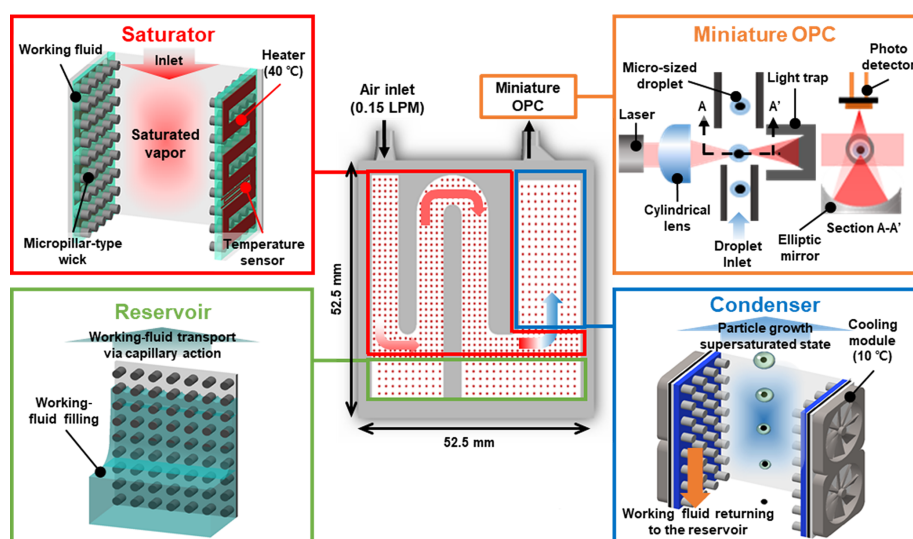 Saturator
Working fluid
Inlet
Heater
(40 ℃)
Saturated
vapor
Micropillar-type
wick
Temperature
sensor
Air inlet
(0.15 LPM)
Miniature
OPC
52.5 mm
52.5 mm
Miniature OPC
Micro-sized
droplet
Photo
detector
Light trap
A
A'
Laser
Cylindrical
lens
Droplet
Inlet
Elliptic
mirror
Section A-A'
Reservoir
Working-fluid transport
via capillary action
Working-
fluid filling
Condenser
Particle growth
supersaturated state
Cooling
module
(10 ℃)
Working fluid returning
to the reservoir